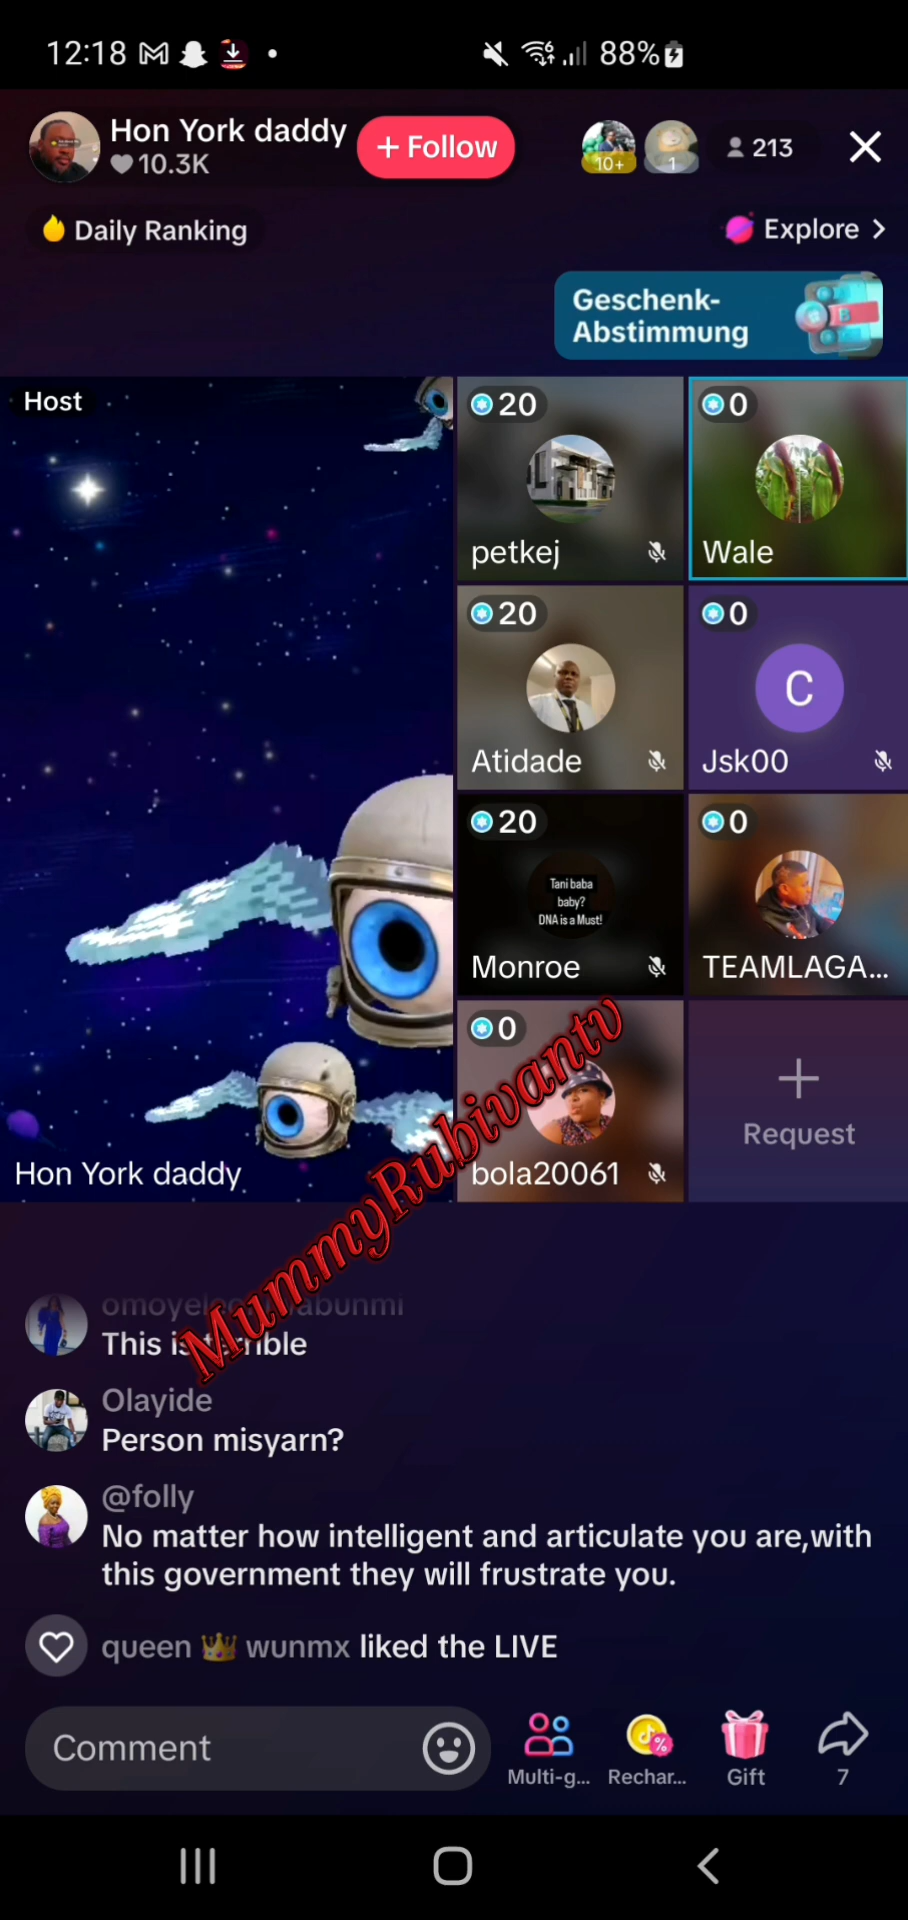 12:18
88%
Hon York daddy
10.3K
+ Follow
10+
1
213
Daily Ranking
Explore >
Geschenk-
Abstimmung
Host
20
petkej
0
Wale
20
Atidade
0
C
Jsk00
20
Tani baba
baby?
DNA is a Must!
Monroe
0
TEAMLAGA...
0
bola20061
Request
Hon York daddy
MummyRubivantv
This is terrible
Olayide
Person misyarn?
@folly
No matter how intelligent and articulate you are,with
this government they will frustrate you.
queen 👑 wunmx liked the LIVE
Comment
Multi-g...
Rechar...
Gift
7